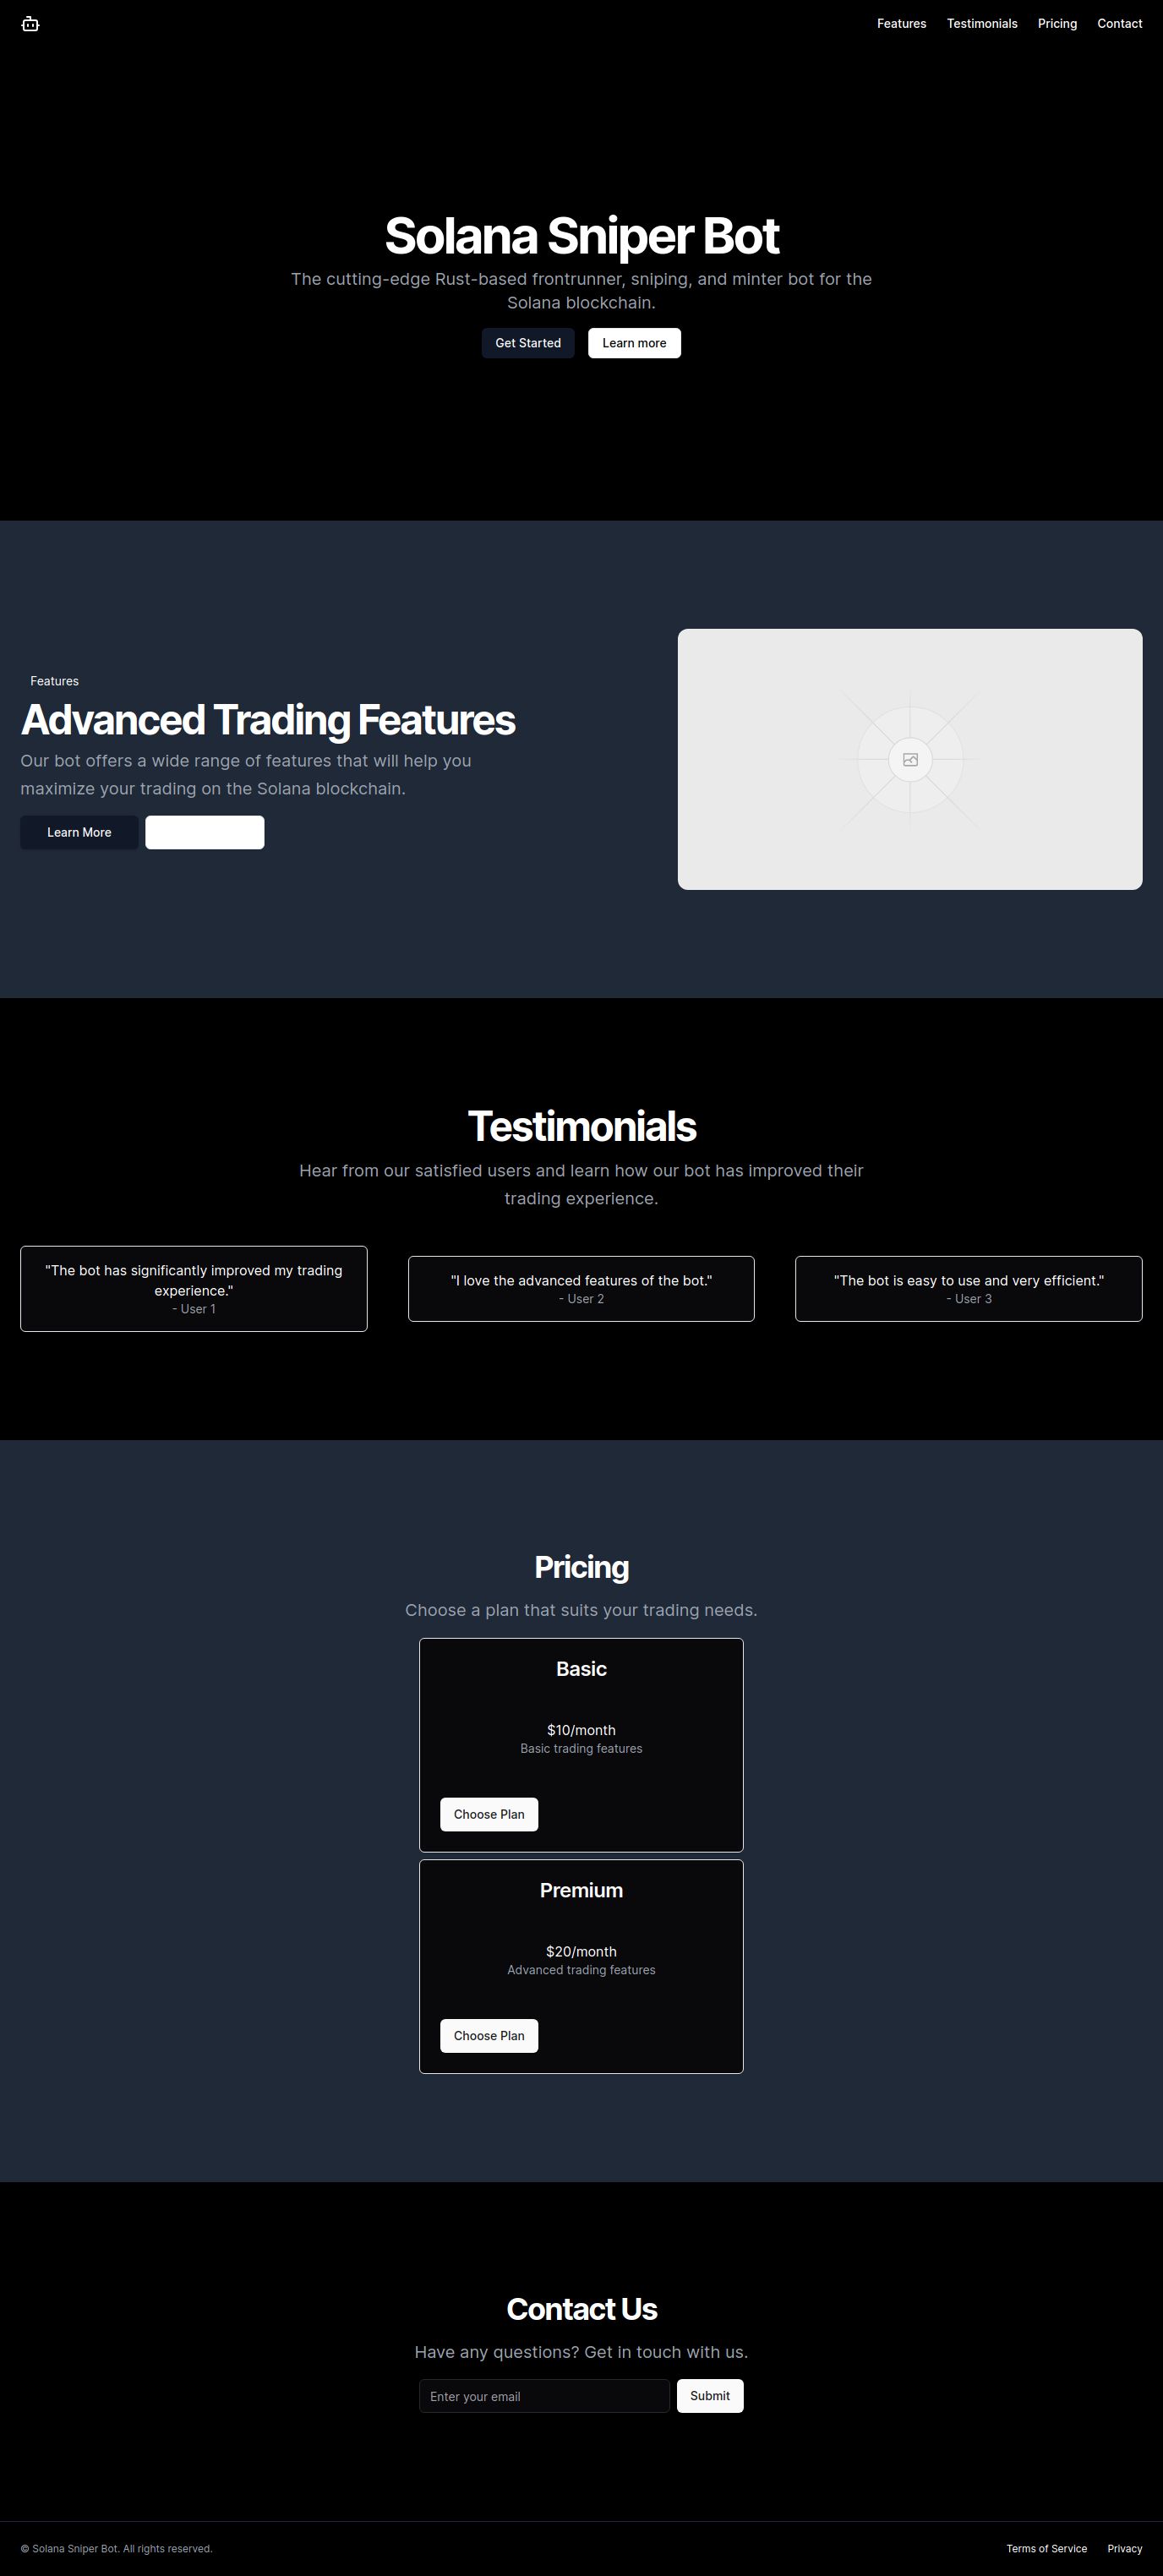 Features Testimonials Pricing Contact
Solana Sniper Bot
The cutting-edge Rust-based frontrunner, sniping, and minter bot for the
Solana blockchain.
Get Started Learn more
Features
Advanced Trading Features
Our bot offers a wide range of features that will help you
maximize your trading on the Solana blockchain.
Learn More
Testimonials
Hear from our satisfied users and learn how our bot has improved their
trading experience.
"The bot has significantly improved my trading
experience."
- User 1
"I love the advanced features of the bot."
- User 2
"The bot is easy to use and very efficient."
- User 3
Pricing
Choose a plan that suits your trading needs.
Basic
$10/month
Basic trading features
Choose Plan
Premium
$20/month
Advanced trading features
Choose Plan
Contact Us
Have any questions? Get in touch with us.
Enter your email Submit
© Solana Sniper Bot. All rights reserved. Terms of Service Privacy